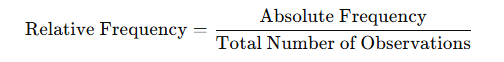 Relative Frequency = Absolute Frequency / Total Number of Observations